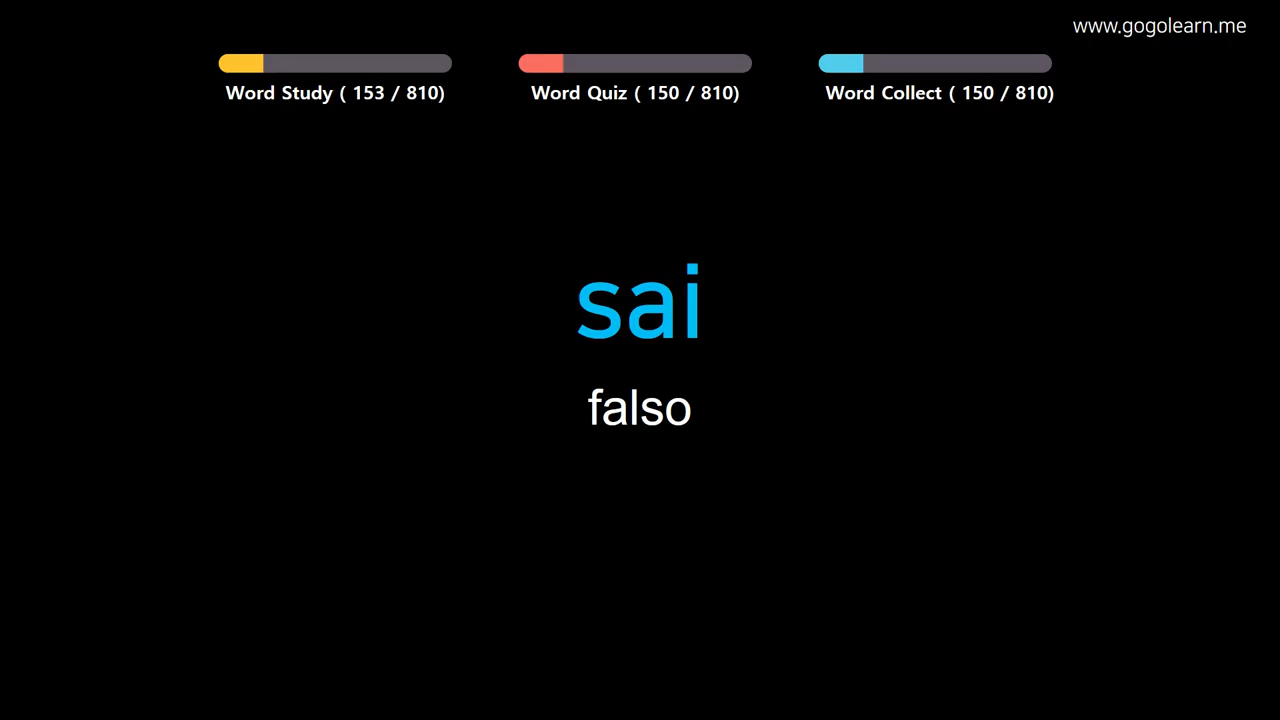 www.gogolearn.me
Word Study ( 153 / 810)
Word Quiz ( 150 / 810)
Word Collect ( 150 / 810)
sai
falso